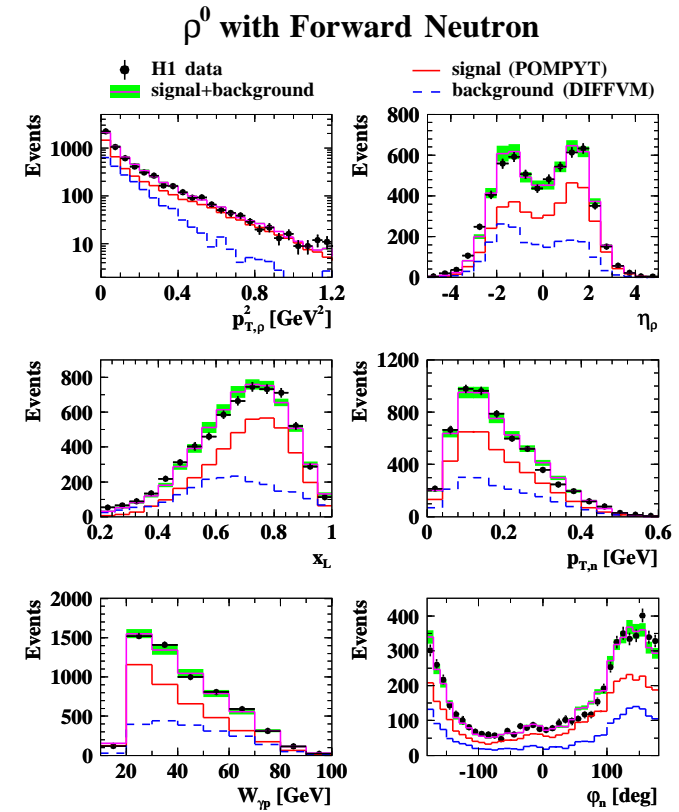 ρ⁰ with Forward Neutron
H1 data
signal+background
signal (POMPYT)
background (DIFFVM)
Events
1000
100
10
0 0.4 0.8 1.2
p²T,ρ [GeV²]
Events
800
600
400
200
0
-4 -2 0 2 4
ηρ
Events
800
600
400
200
0
0.2 0.4 0.6 0.8 1
xL
Events
1200
800
400
0
0 0.2 0.4 0.6
pT,n [GeV]
Events
2000
1500
1000
500
0
20 40 60 80 100
Wγp [GeV]
Events
400
300
200
100
0
-100 0 100
φn [deg]